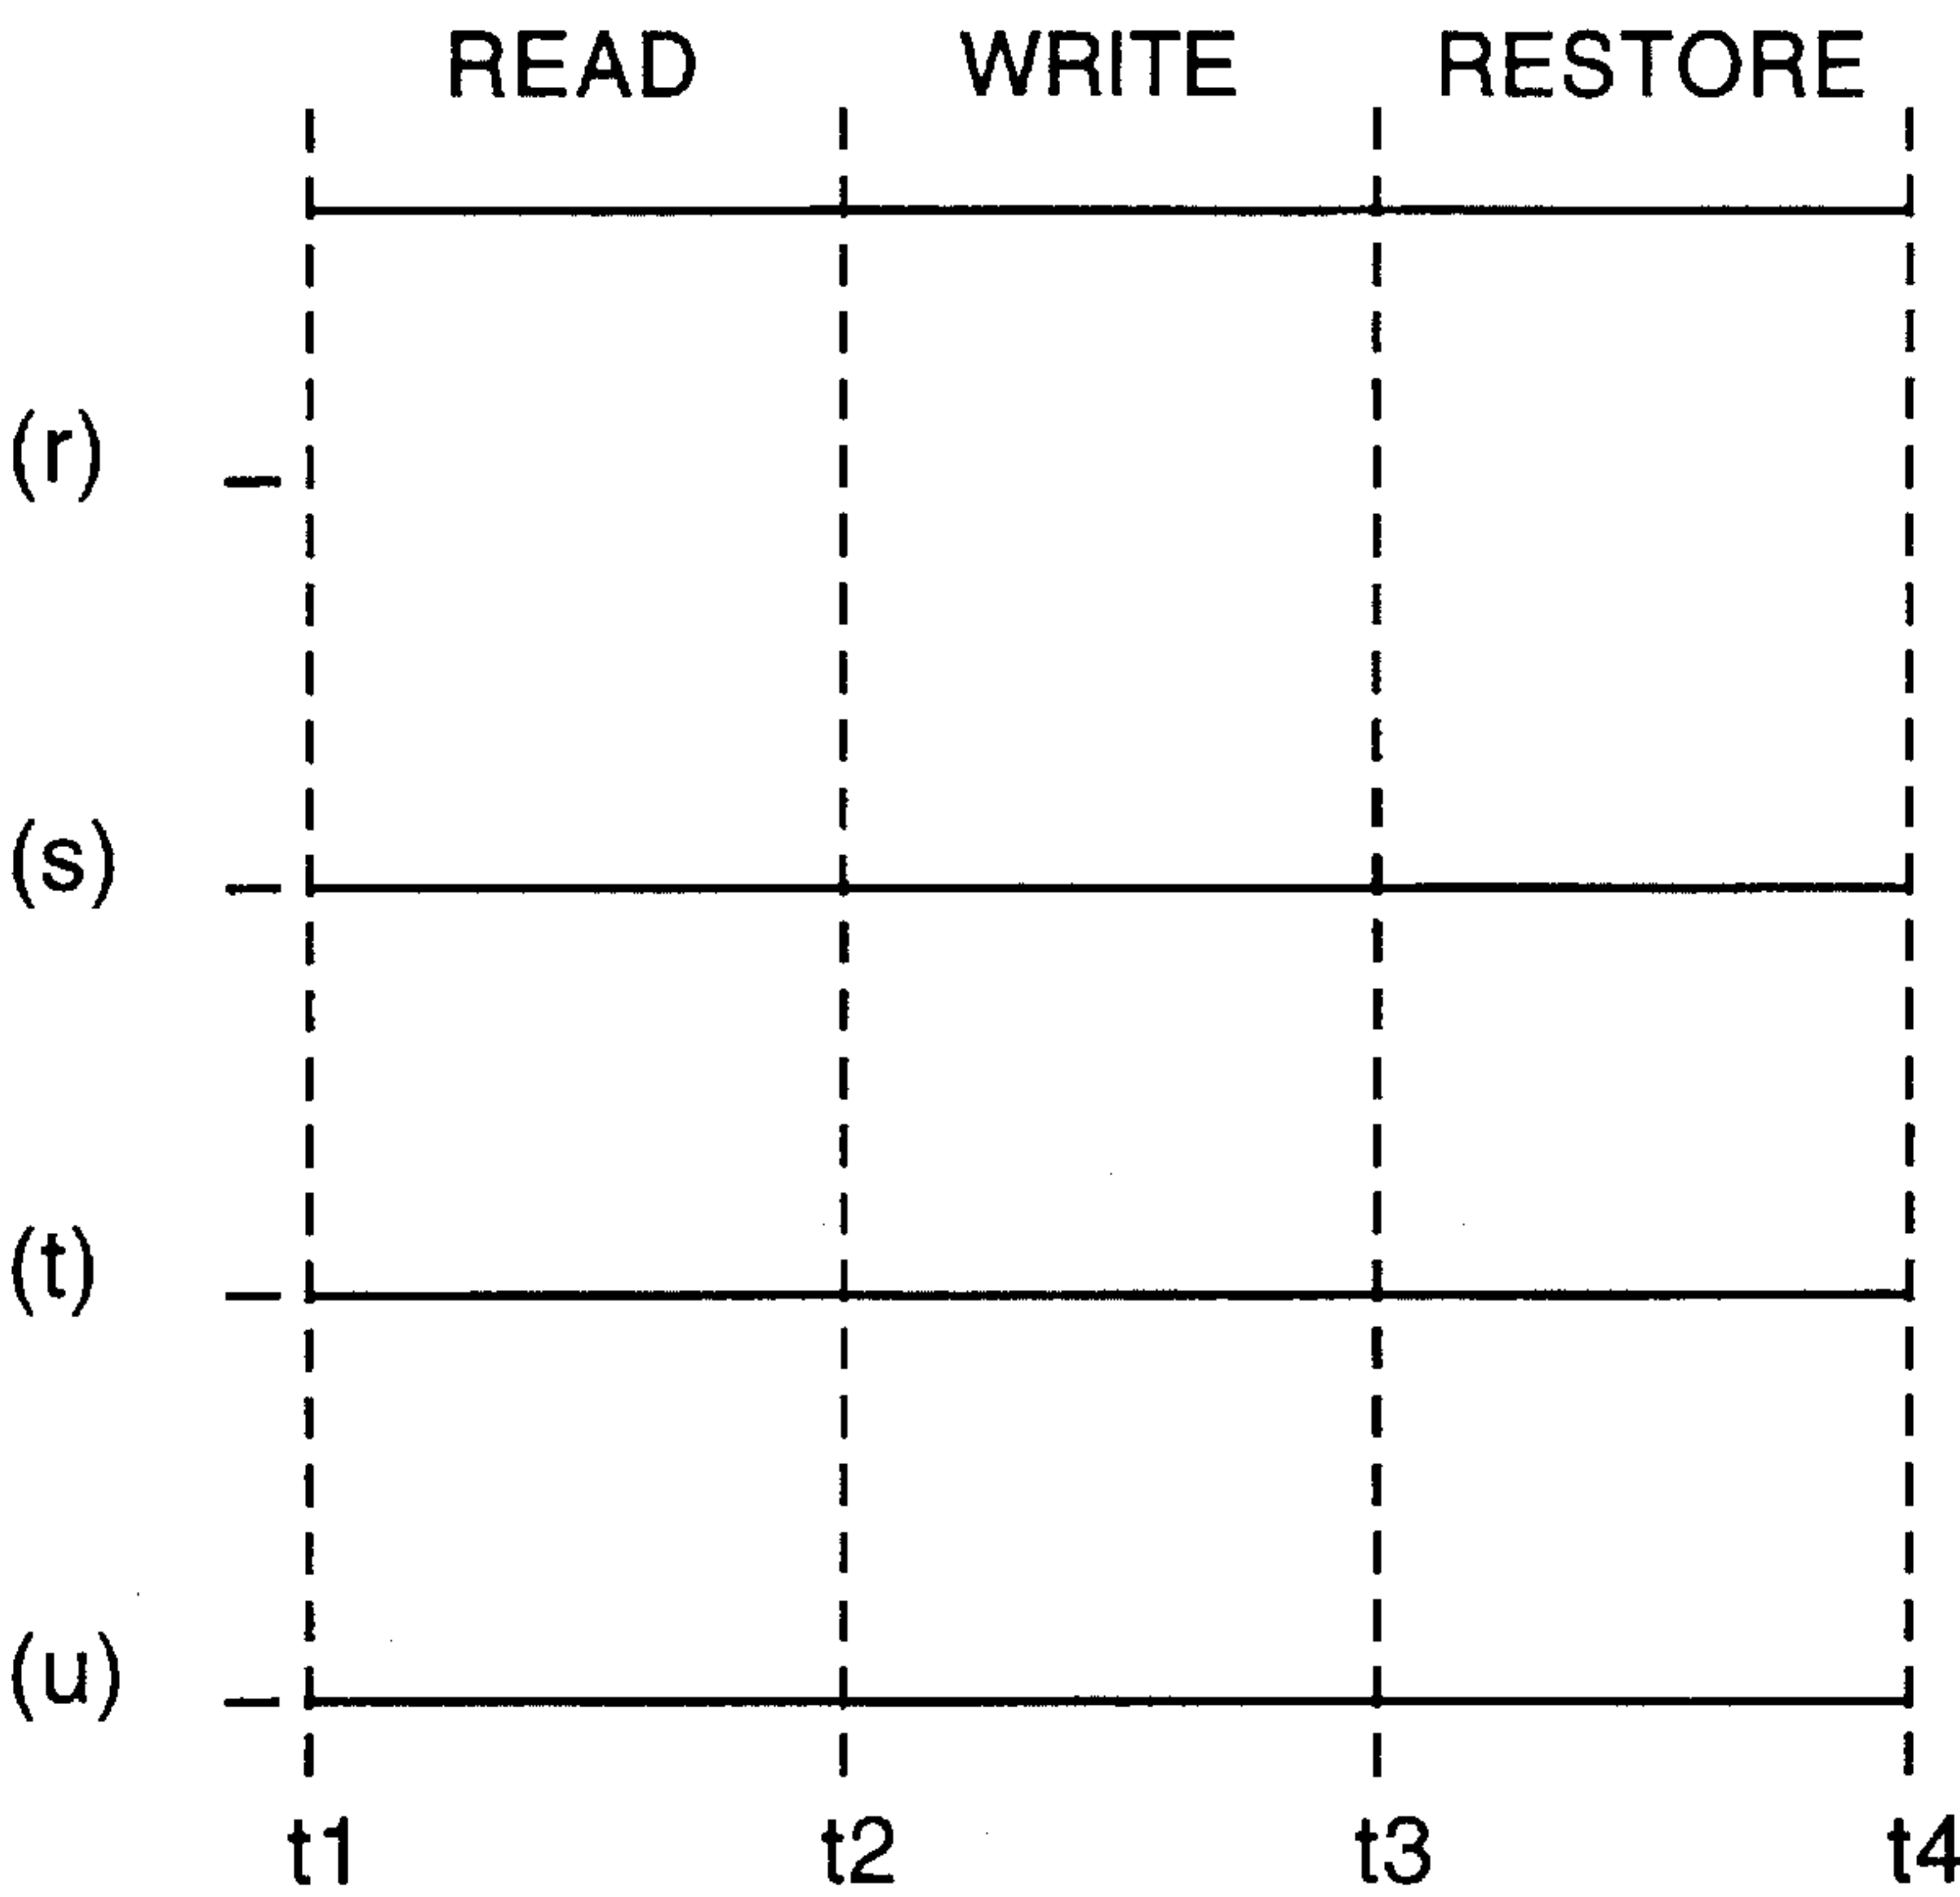 READ WRITE RESTORE
(r)
(s)
(t)
(u)
t1 t2 t3 t4